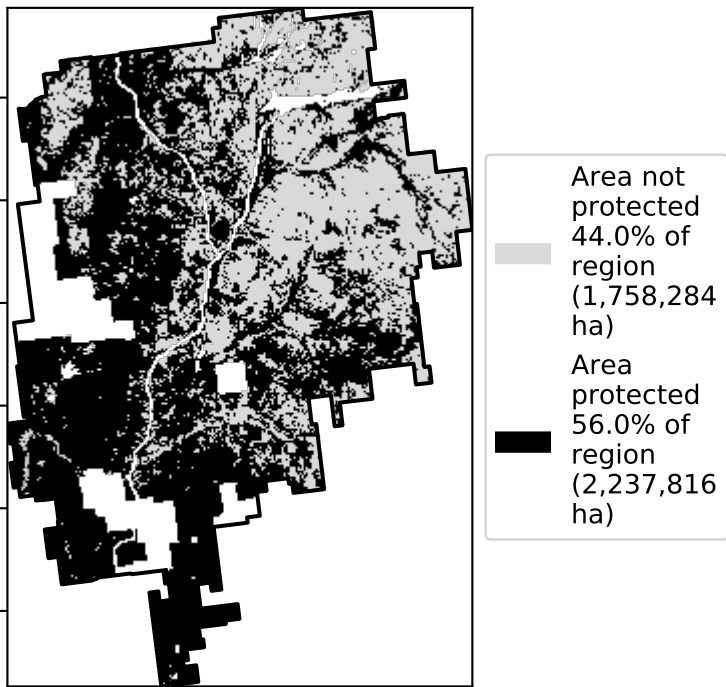 Area not
protected
44.0% of
region
(1,758,284
ha)
Area
protected
56.0% of
region
(2,237,816
ha)